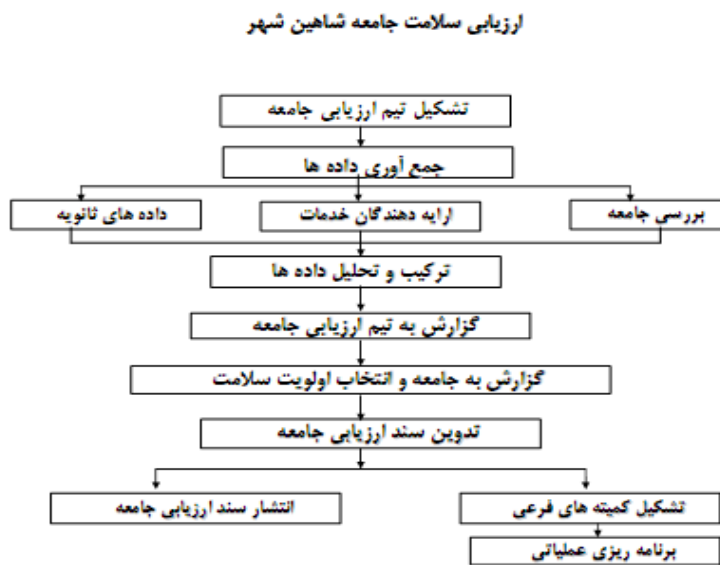 ارزیابی سلامت جامعه شاهین شهر
تشکیل تیم ارزیابی جامعه
جمع آوری داده ها
بررسی جامعه
ارایه دهندگان خدمات
داده های ثانویه
ترکیب و تحلیل داده ها
گزارش به تیم ارزیابی جامعه
گزارش به جامعه و انتخاب اولویت سلامت
تدوین سند ارزیابی جامعه
تشکیل کمیته های فرعی
انتشار سند ارزیابی جامعه
برنامه ریزی عملیاتی